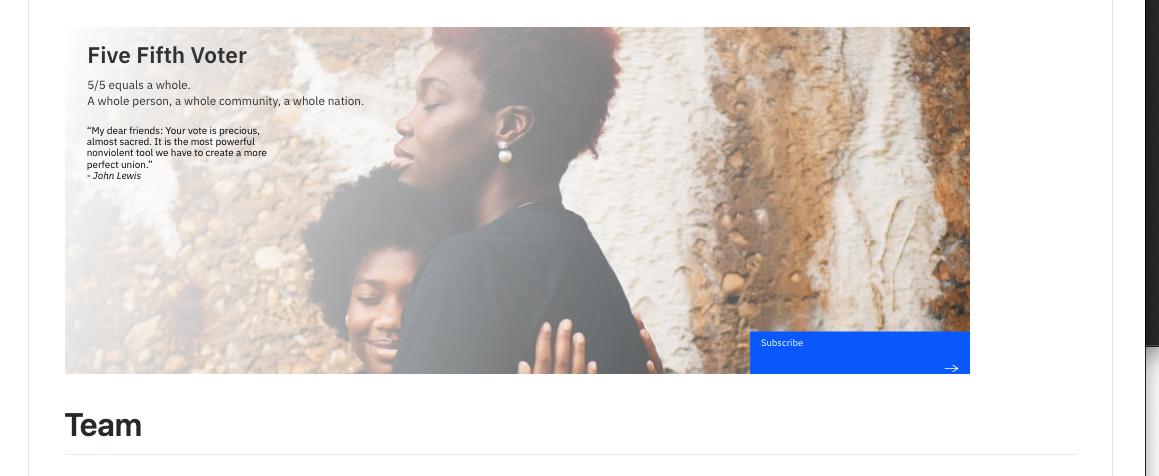 Five Fifth Voter
5/5 equals a whole.
A whole person, a whole community, a whole nation.
“My dear friends: Your vote is precious,
almost sacred. It is the most powerful
nonviolent tool we have to create a more
perfect union.”
- John Lewis
Subscribe
Team